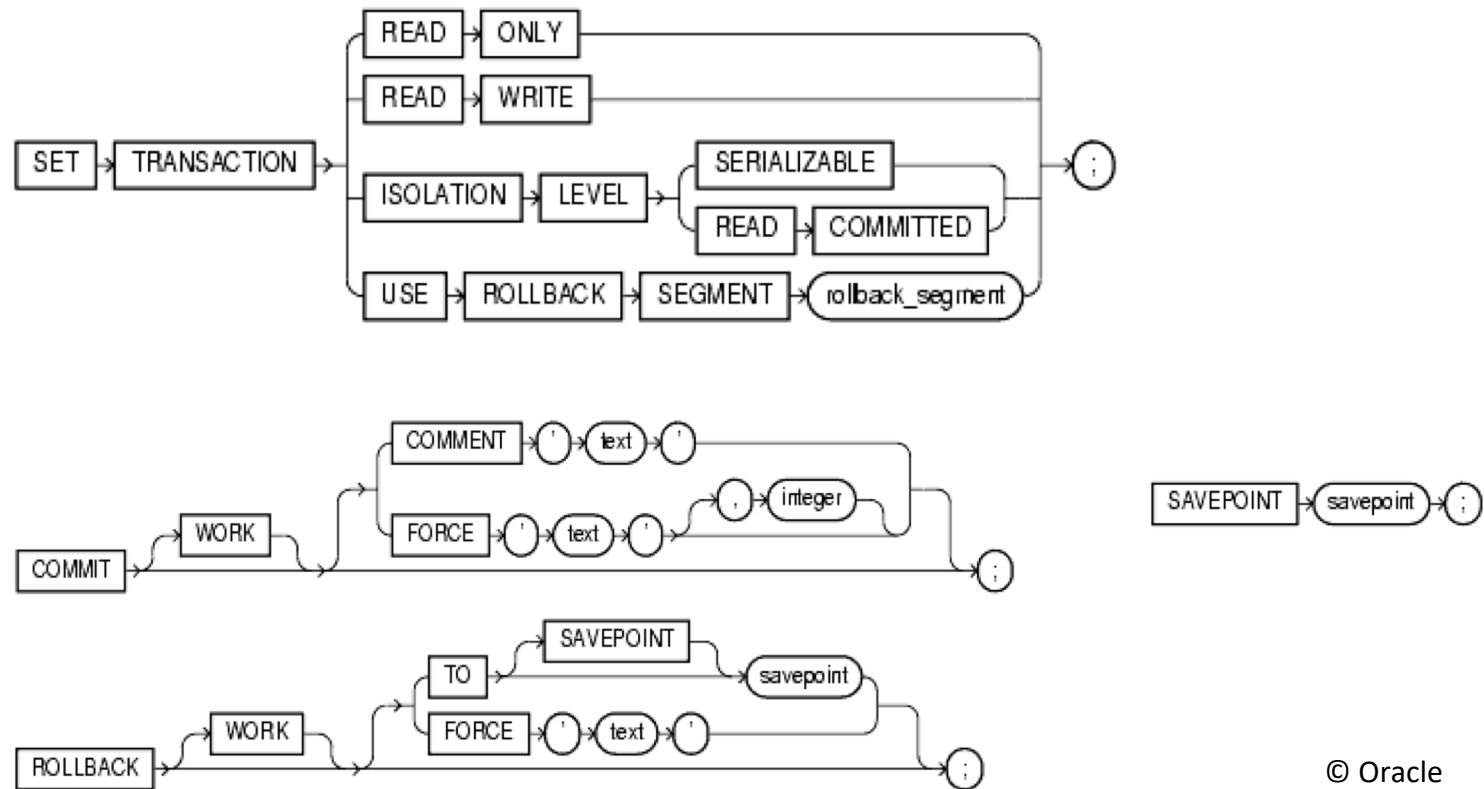 READ ONLY
READ WRITE
SET TRANSACTION ;
SERIALIZABLE
ISOLATION LEVEL
READ COMMITTED
USE ROLLBACK SEGMENT rollback_segment
COMMENT ' text '
, integer
FORCE ' text '
WORK
COMMIT ;
SAVEPOINT savepoint ;
SAVEPOINT
TO savepoint
FORCE ' text '
WORK
ROLLBACK ;
© Oracle